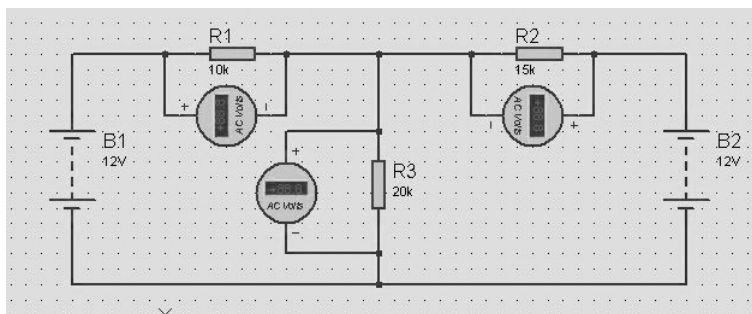 R1
10k
+
-
AC Volts
R2
15k
-
+
AC Volts
B1
12V
B2
12V
R3
20k
+
-
AC Volts